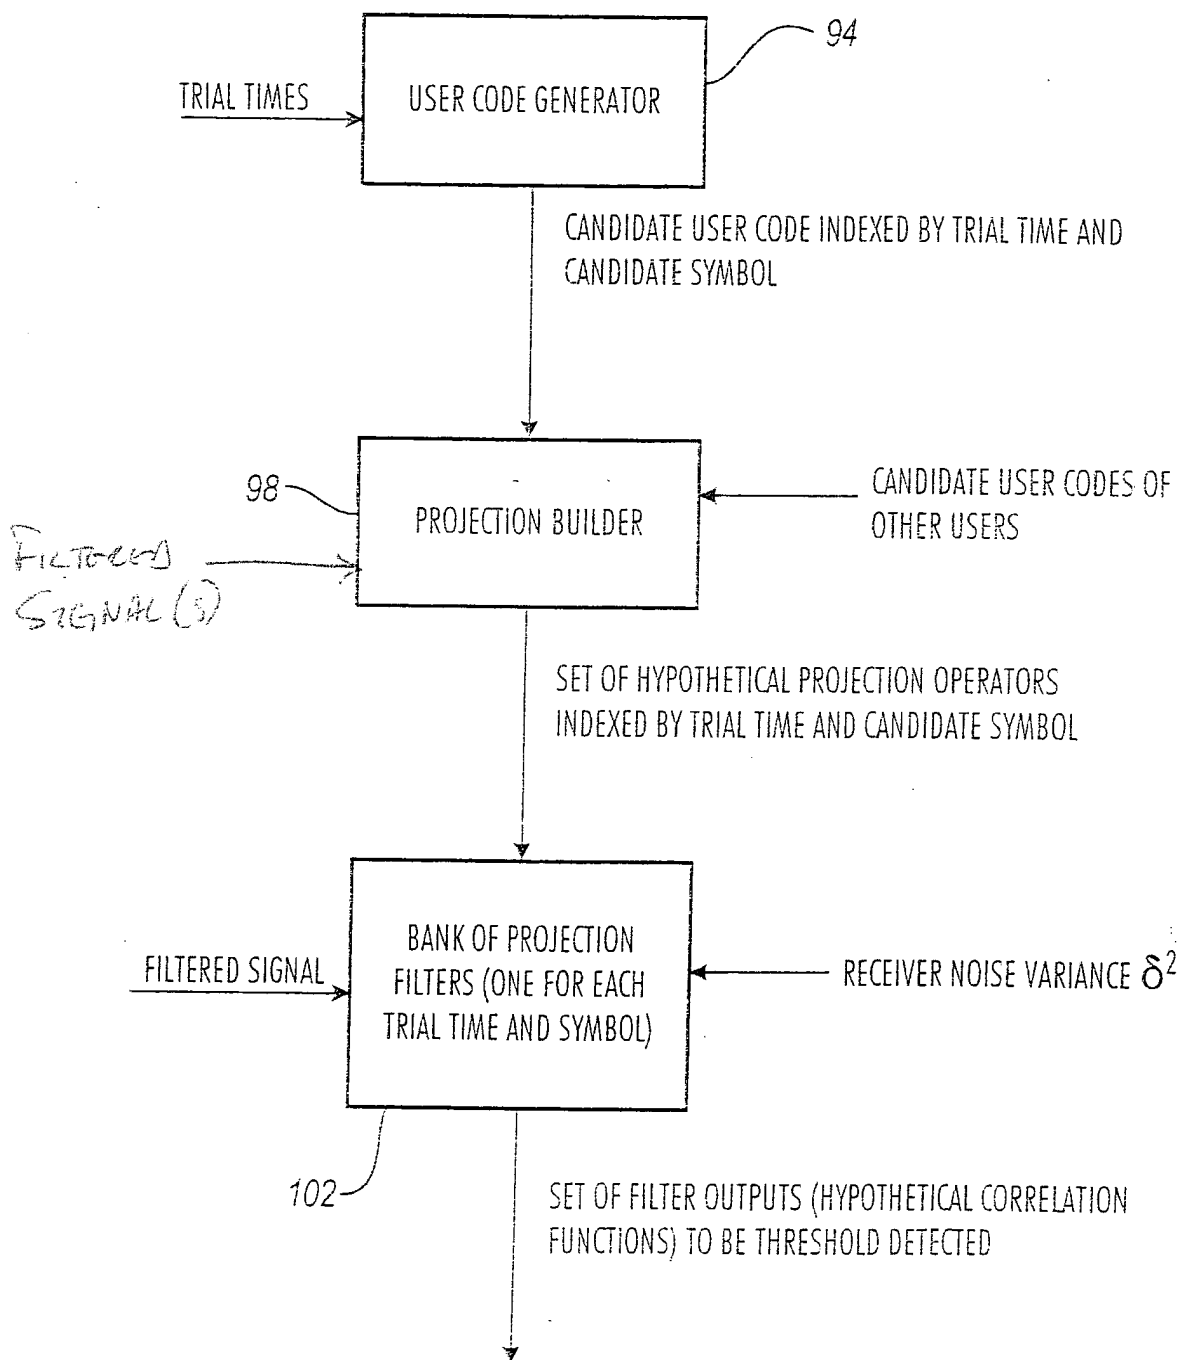 94
TRIAL TIMES
USER CODE GENERATOR
CANDIDATE USER CODE INDEXED BY TRIAL TIME AND
CANDIDATE SYMBOL
98
PROJECTION BUILDER
CANDIDATE USER CODES OF
OTHER USERS
FILTERED
SIGNAL(S)
SET OF HYPOTHETICAL PROJECTION OPERATORS
INDEXED BY TRIAL TIME AND CANDIDATE SYMBOL
BANK OF PROJECTION
FILTERS (ONE FOR EACH
TRIAL TIME AND SYMBOL)
FILTERED SIGNAL
RECEIVER NOISE VARIANCE δ²
102
SET OF FILTER OUTPUTS (HYPOTHETICAL CORRELATION
FUNCTIONS) TO BE THRESHOLD DETECTED